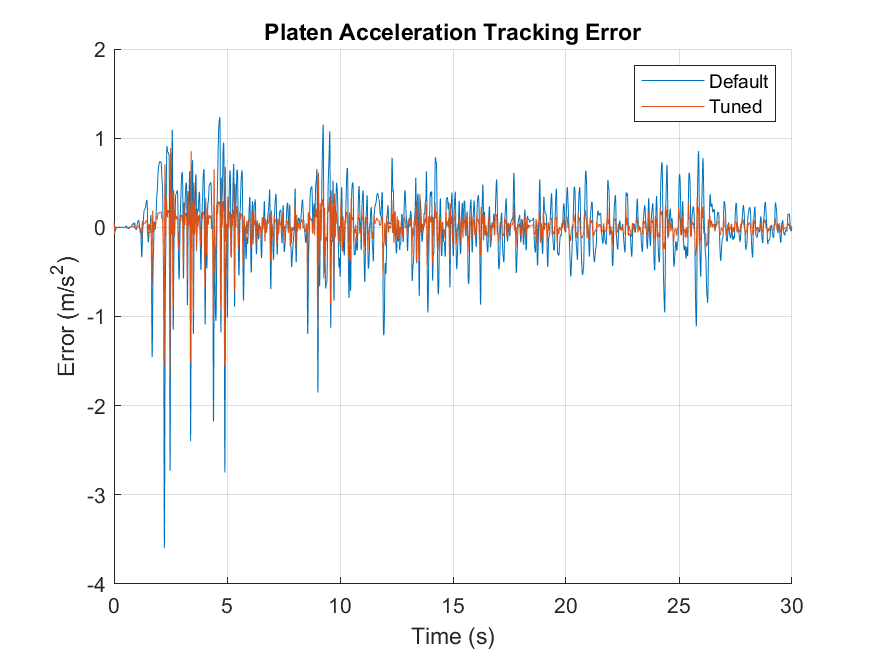 Platen Acceleration Tracking Error
Default
Tuned
2
1
0
-1
-2
-3
-4
Error (m/s²)
0
5
10
15
20
25
30
Time (s)